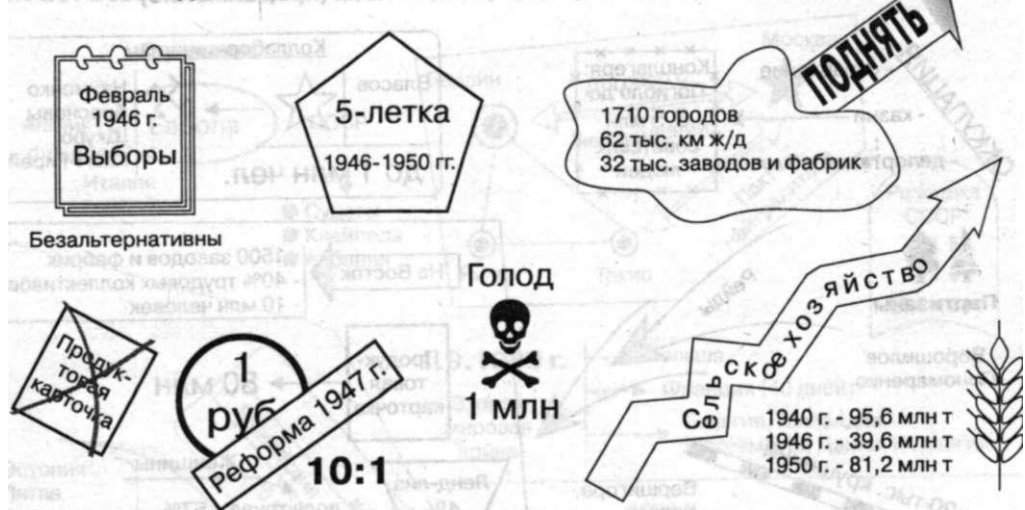 Февраль
1946 г.
Выборы
Безальтернативны
5-летка
1946-1950 гг.
ПОДНЯТЬ
1710 городов
62 тыс. км ж/д
32 тыс. заводов и фабрик
Продук-
товая
карточка
1
руб
Реформа 1947 г.
10:1
Голод
1 млн
Сельское хозяйство
1940 г. - 95,6 млн т
1946 г. - 39,6 млн т
1950 г. - 81,2 млн т